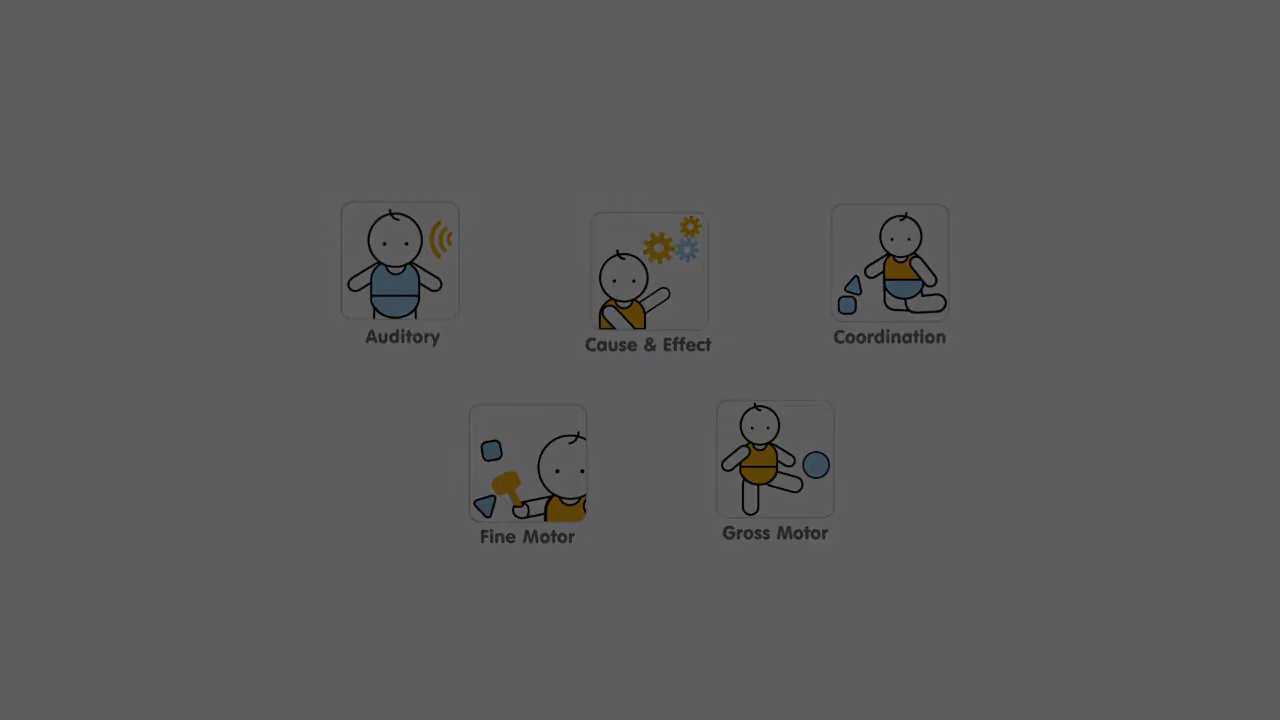 Auditory
Cause & Effect
Coordination
Fine Motor
Gross Motor